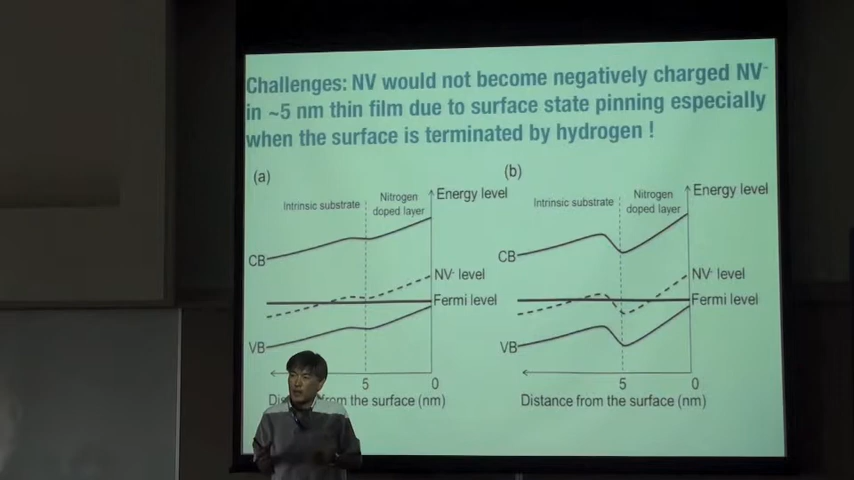 Challenges: NV would not become negatively charged NV-
in ~5 nm thin film due to surface state pinning especially
when the surface is terminated by hydrogen !
(a)
Intrinsic substrate
Nitrogen
doped layer
Energy level
CB
NV- level
Fermi level
VB
5
0
from the surface (nm)
(b)
Intrinsic substrate
Nitrogen
doped layer
Energy level
CB
NV- level
Fermi level
VB
5
0
Distance from the surface (nm)